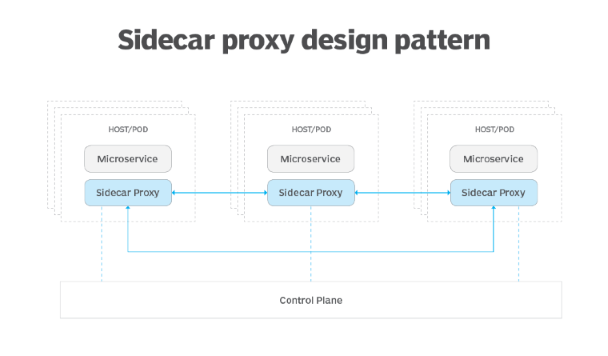 Sidecar proxy design pattern
HOST/POD
HOST/POD
HOST/POD
Microservice
Microservice
Microservice
Sidecar Proxy
Sidecar Proxy
Sidecar Proxy
Control Plane